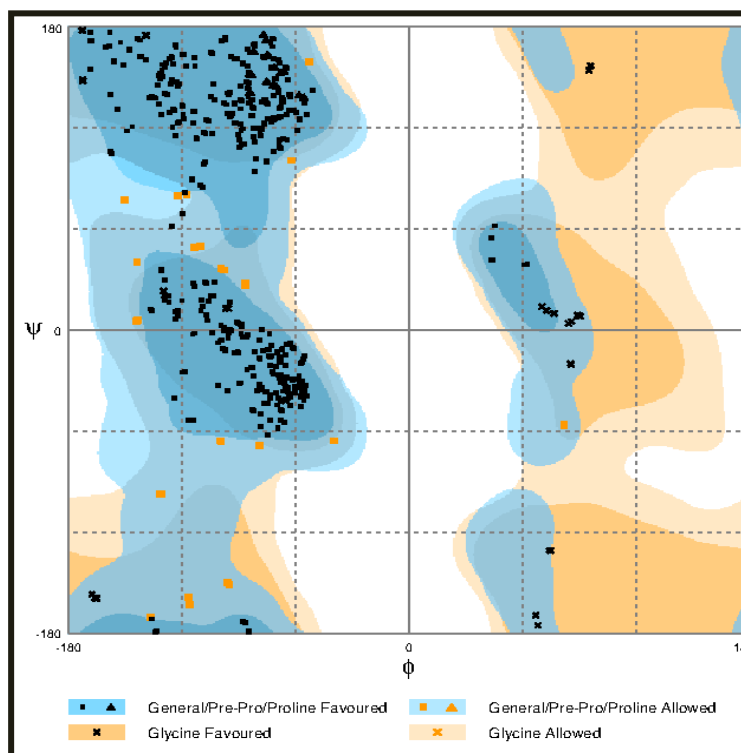 180
Ψ
0
-180
-180 0 18
Φ
General/Pre-Pro/Proline Favoured General/Pre-Pro/Proline Allowed
Glycine Favoured Glycine Allowed